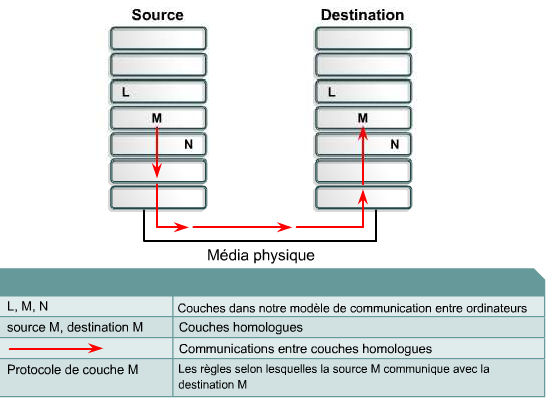 Source Destination
L L
M M
N N
Média physique
L, M, N Couches dans notre modèle de communication entre ordinateurs
source M, destination M Couches homologues
Communications entre couches homologues
Protocole de couche M Les règles selon lesquelles la source M communique avec la
destination M